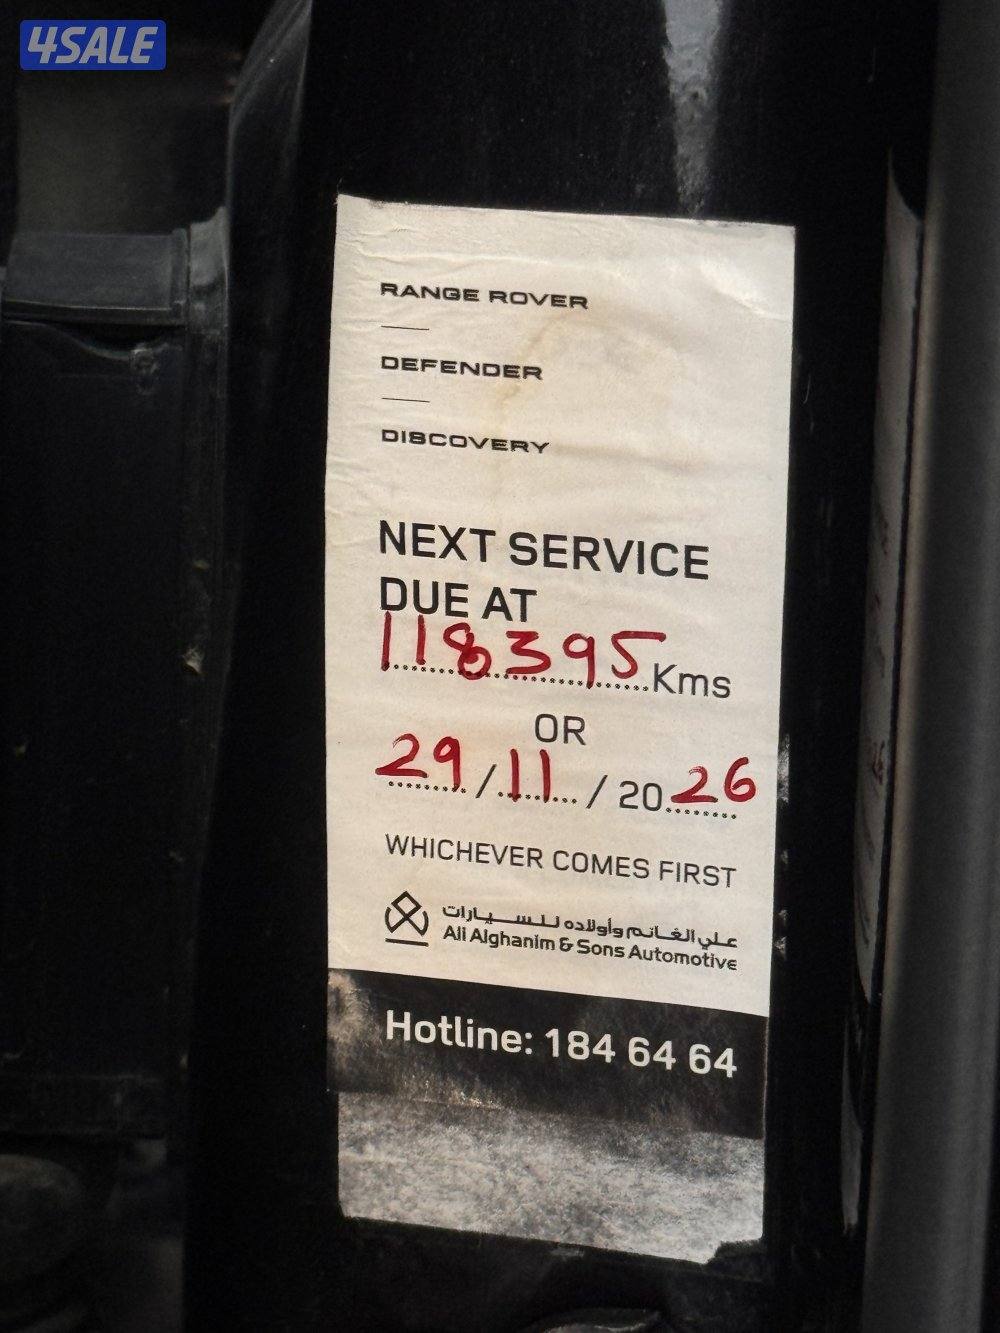 4SALE
RANGE ROVER
DEFENDER
DISCOVERY
NEXT SERVICE
DUE AT
118395 Kms
OR
29/11/2026
WHICHEVER COMES FIRST
علي الغانم وأولاده للسيارات
Ali Alghanim & Sons Automotive
Hotline: 184 64 64